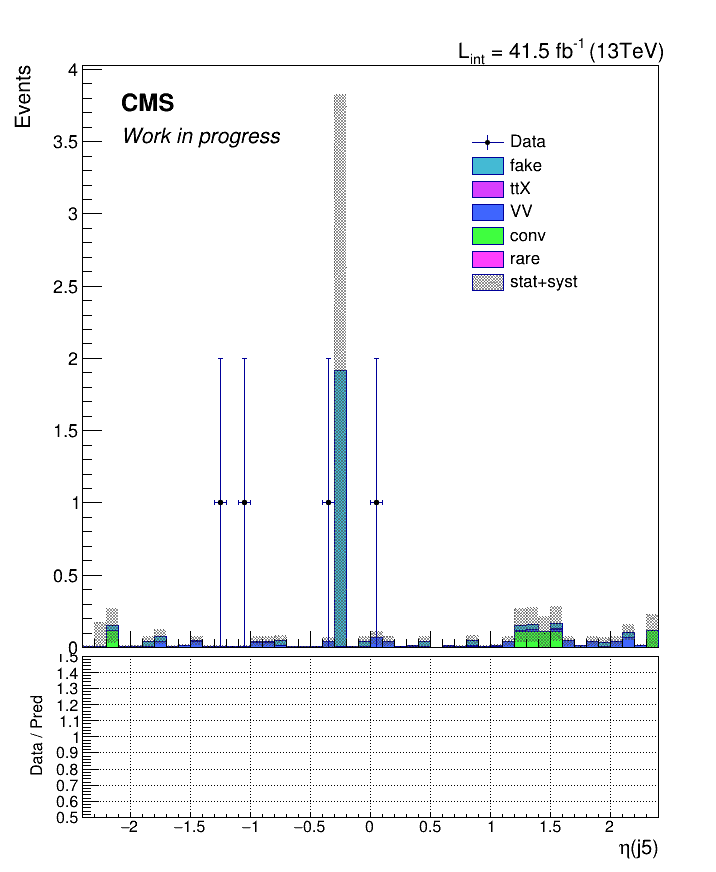 L_int = 41.5 fb^-1 (13TeV)
Events
CMS
Work in progress
Data
fake
ttX
VV
conv
rare
stat+syst
4
3.5
3
2.5
2
1.5
1
0.5
0
Data / Pred
1.5
1.4
1.3
1.2
1.1
1
0.9
0.8
0.7
0.6
0.5
−2 −1.5 −1 −0.5 0 0.5 1 1.5 2
η(j5)